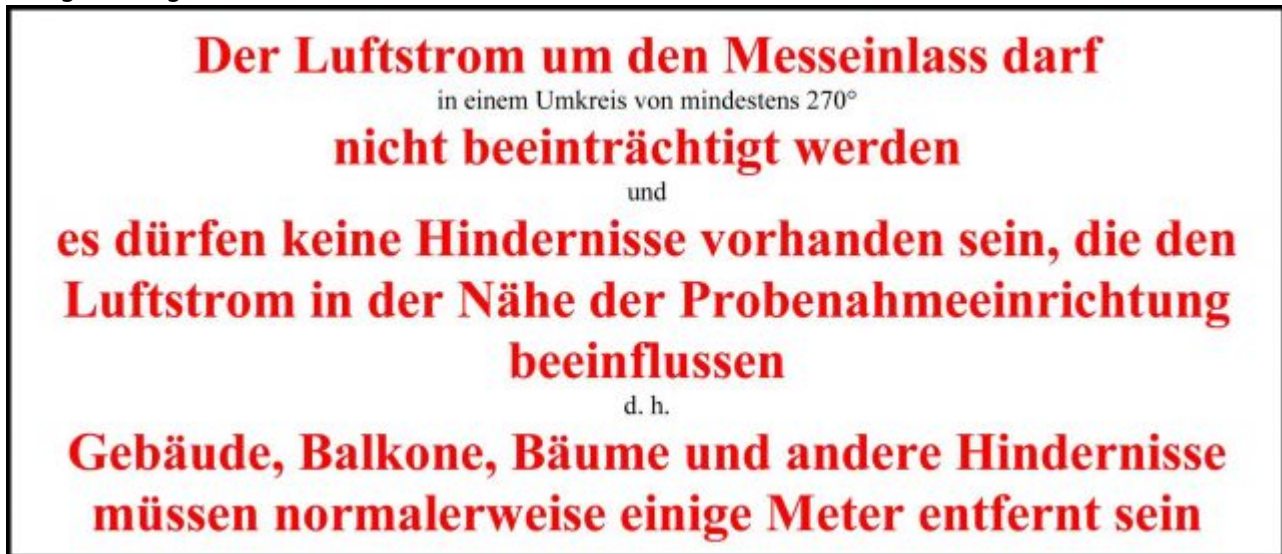 Der Luftstrom um den Messeinlass darf
in einem Umkreis von mindestens 270°
nicht beeinträchtigt werden
und
es dürfen keine Hindernisse vorhanden sein, die den
Luftstrom in der Nähe der Probenahmeeinrichtung
beeinflussen
d. h.
Gebäude, Balkone, Bäume und andere Hindernisse
müssen normalerweise einige Meter entfernt sein